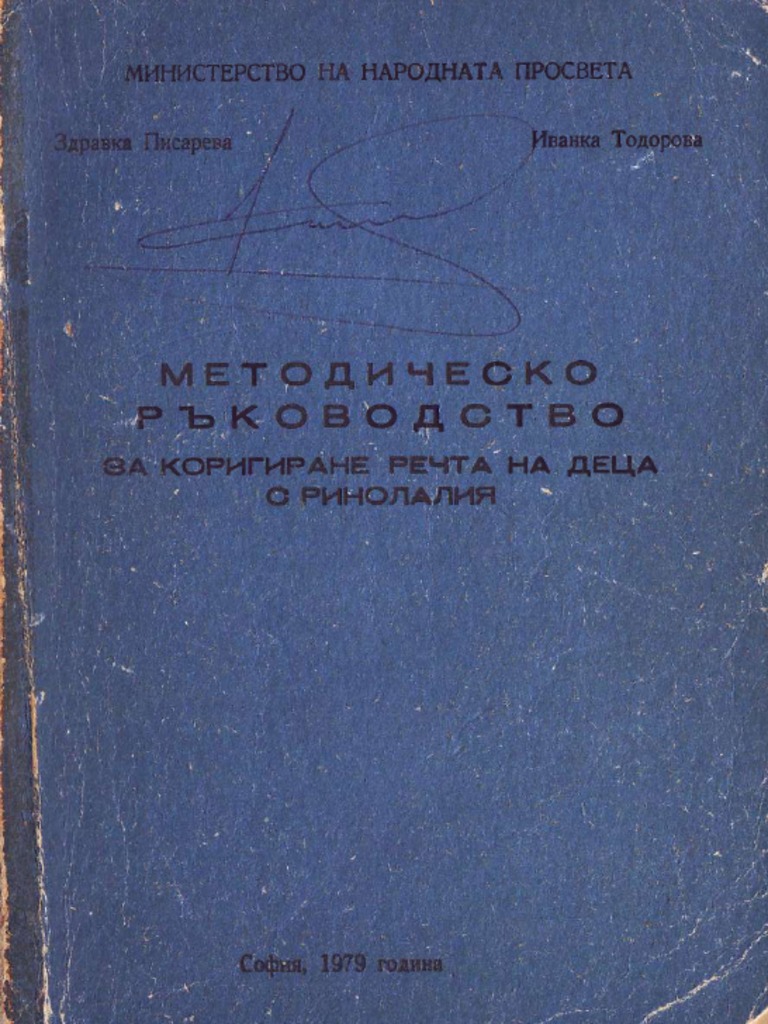 МИНИСТЕРСТВО НА НАРОДНАТА ПРОСВЕТА
Здравка Писарева Иванка Тодорова
МЕТОДИЧЕСКО
РЪКОВОДСТВО
ЗА КОРИГИРАНЕ РЕЧТА НА ДЕЦА
С РИНОЛАЛИЯ
София, 1979 година